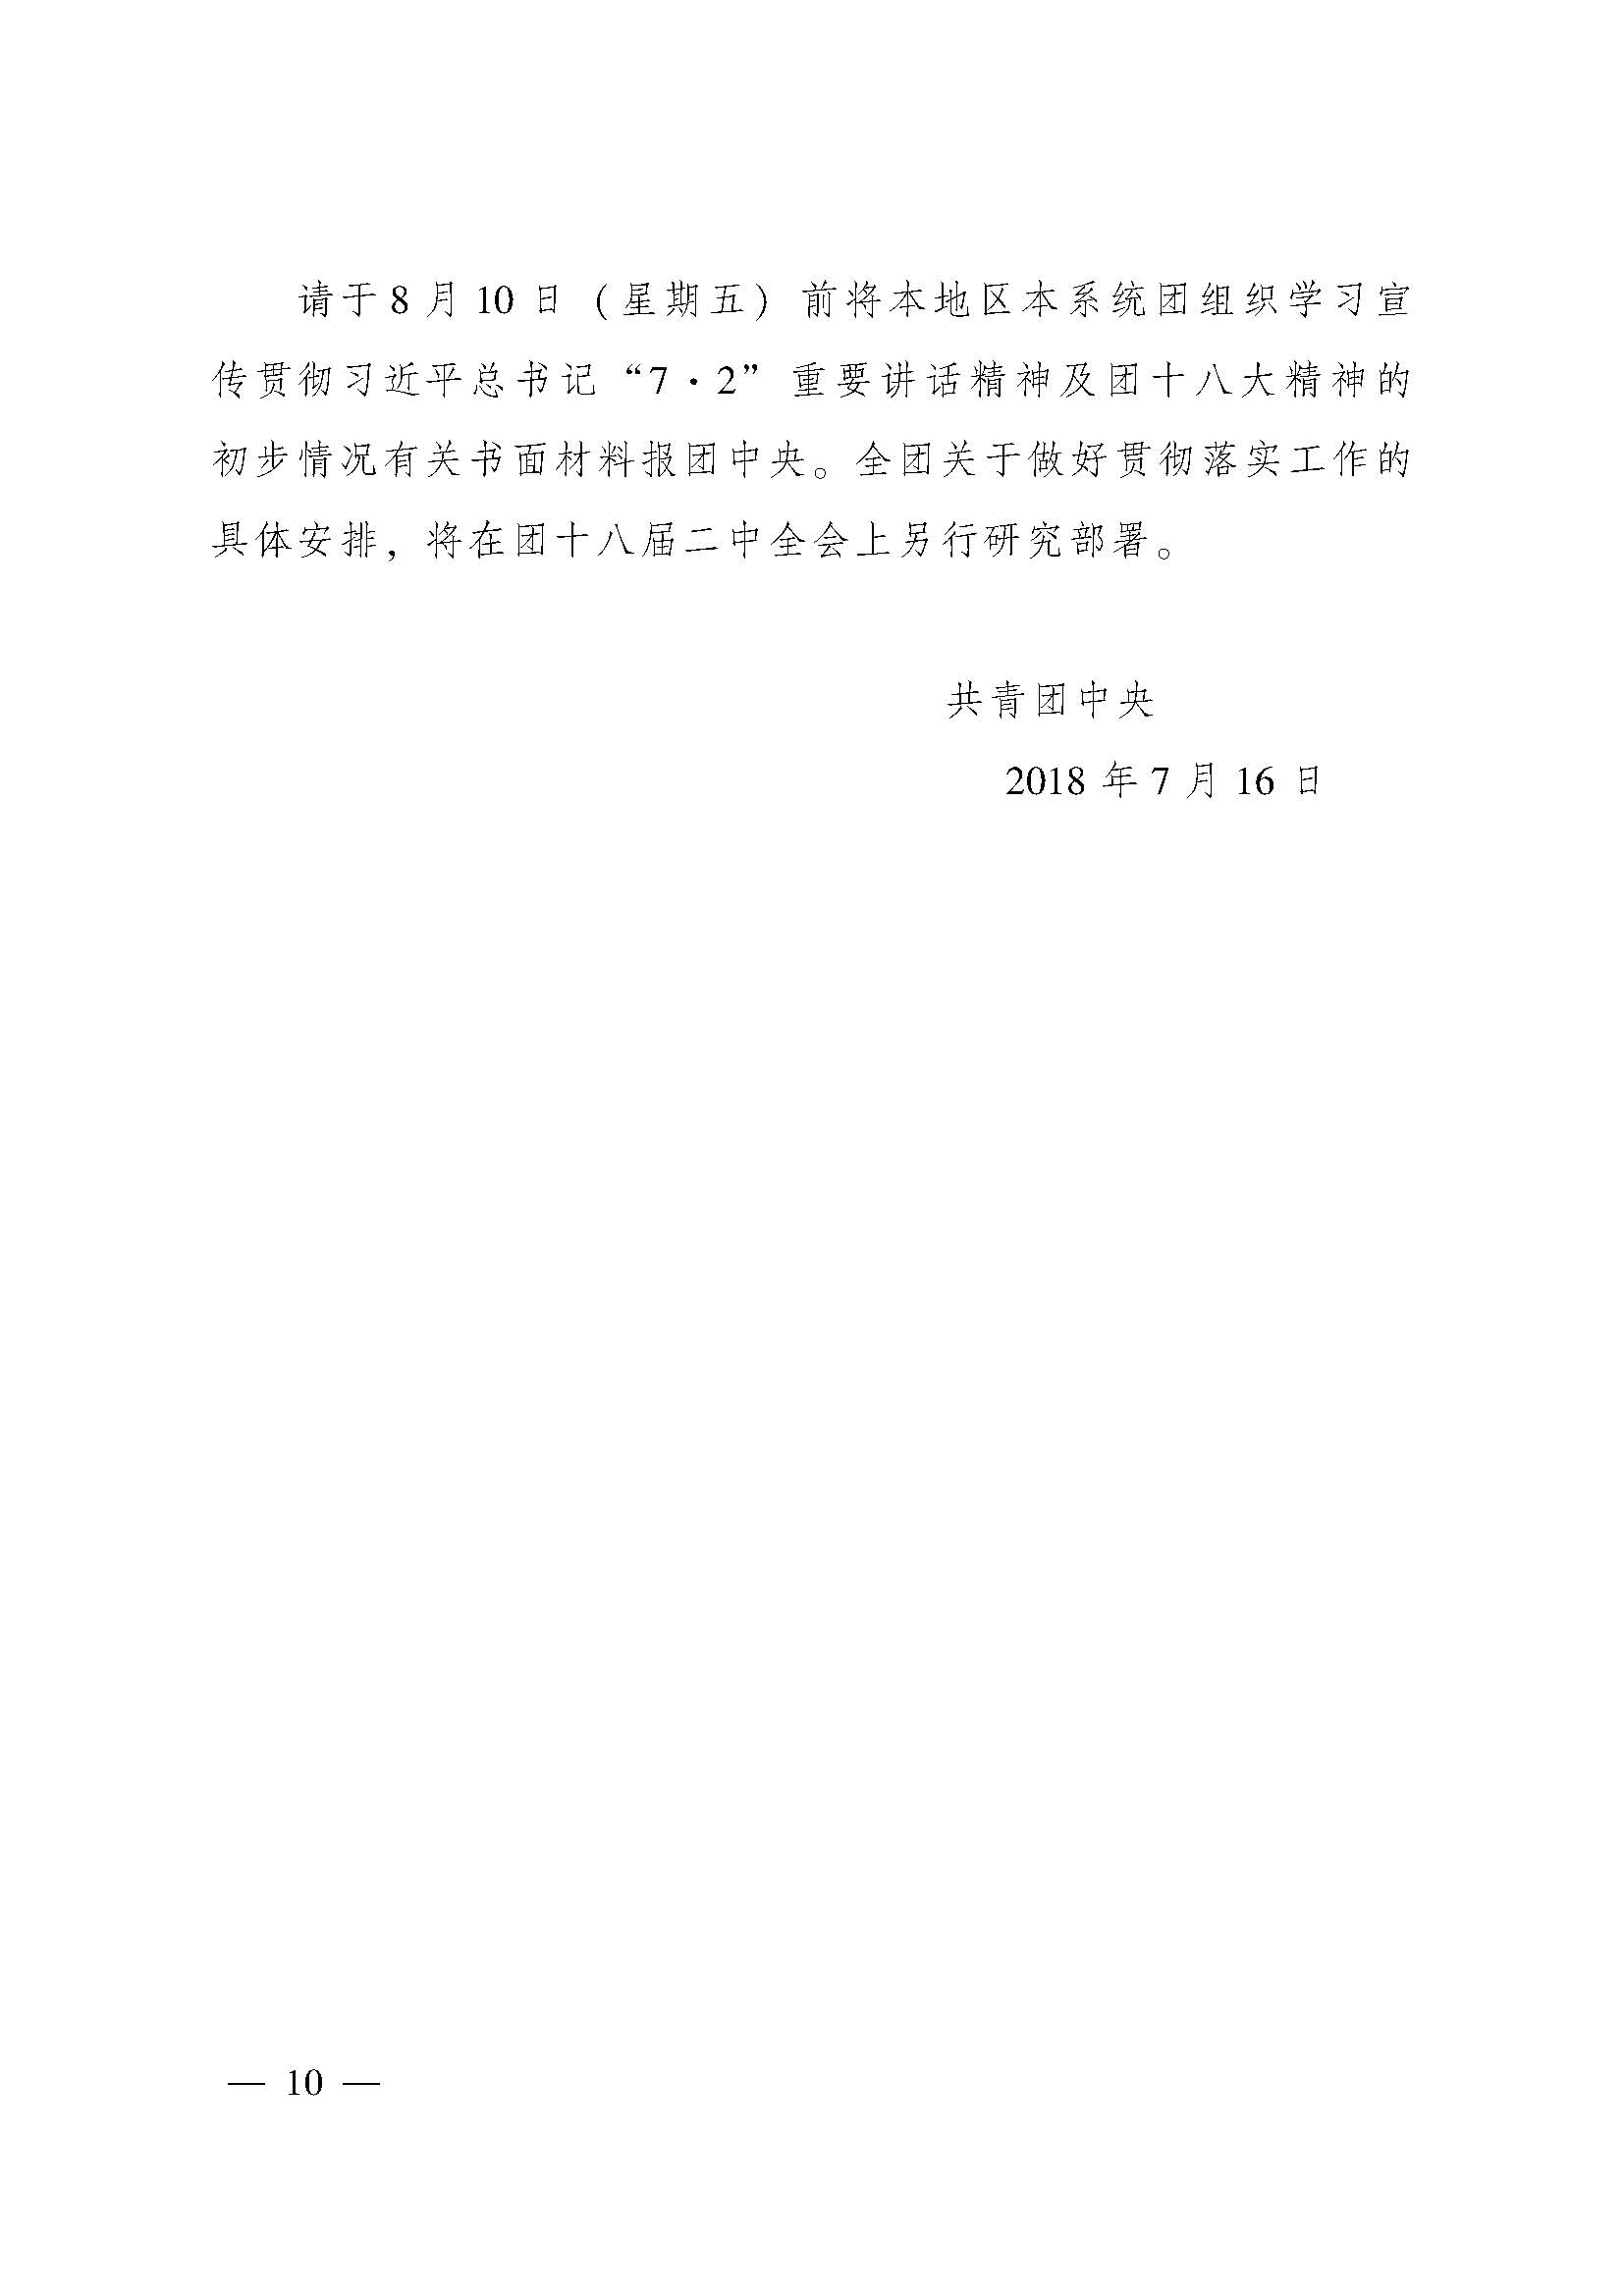 请于8月10日（星期五）前将本地区本系统团组织学习宣
传贯彻习近平总书记“7·2”重要讲话精神及团十八大精神的
初步情况有关书面材料报团中央。全团关于做好贯彻落实工作的
具体安排，将在团十八届二中全会上另行研究部署。
共青团中央
2018年7月16日
— 10 —